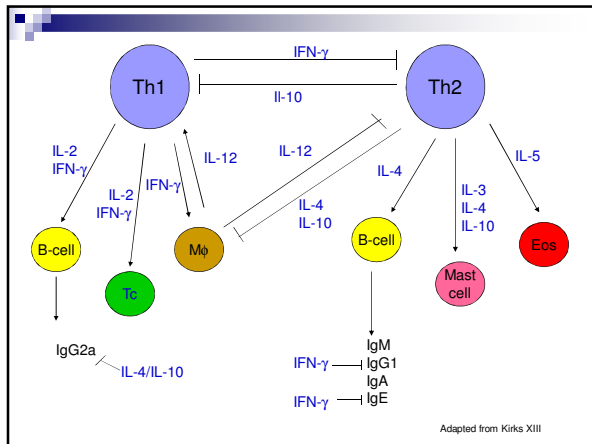 IFN-γ
Th1
Th2
Il-10
IL-2
IFN-γ
IL-2
IFN-γ
IFN-γ
IL-12
IL-12
IL-4
IL-10
IL-4
IL-3
IL-4
IL-10
IL-5
B-cell
Tc
Mϕ
B-cell
Mast
cell
Eos
IgG2a
IL-4/IL-10
IgM
IFN-γ
IgG1
IgA
IFN-γ
IgE
Adapted from Kirks XIII